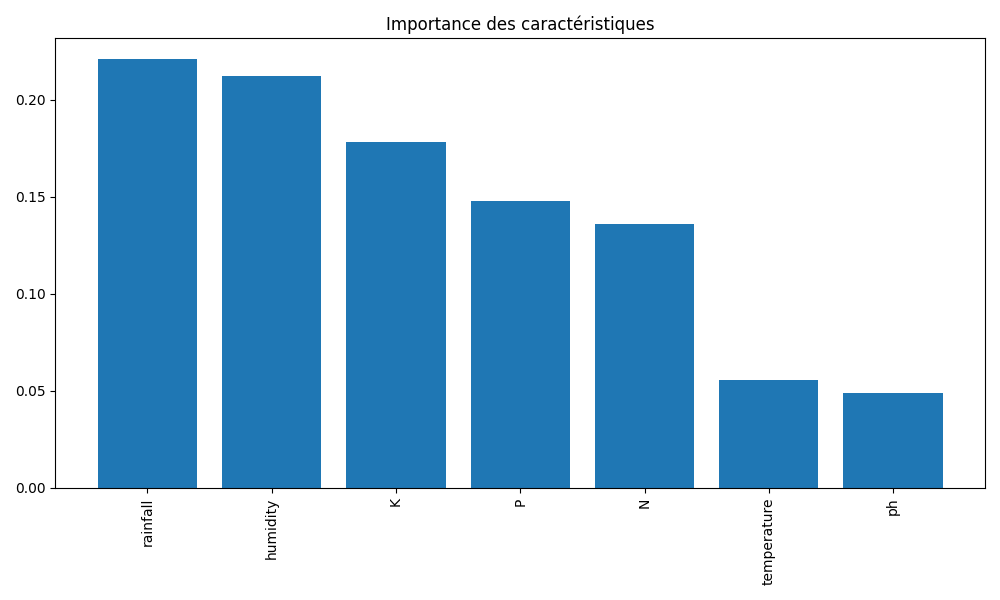 Importance des caractéristiques
0.20
0.15
0.10
0.05
0.00
rainfall
humidity
K
P
N
temperature
ph